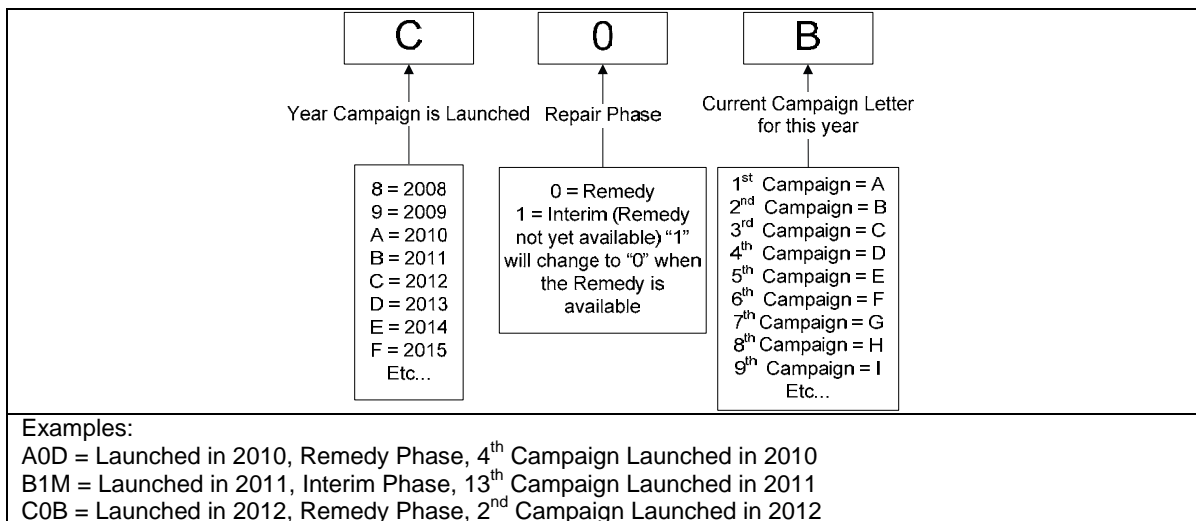 C 0 B
Year Campaign is Launched
Repair Phase
Current Campaign Letter
for this year
8 = 2008
9 = 2009
A = 2010
B = 2011
C = 2012
D = 2013
E = 2014
F = 2015
Etc...
0 = Remedy
1 = Interim (Remedy
not yet available) “1”
will change to “0” when
the Remedy is
available
1st Campaign = A
2nd Campaign = B
3rd Campaign = C
4th Campaign = D
5th Campaign = E
6th Campaign = F
7th Campaign = G
8th Campaign = H
9th Campaign = I
Etc...
Examples:
A0D = Launched in 2010, Remedy Phase, 4th Campaign Launched in 2010
B1M = Launched in 2011, Interim Phase, 13th Campaign Launched in 2011
C0B = Launched in 2012, Remedy Phase, 2nd Campaign Launched in 2012